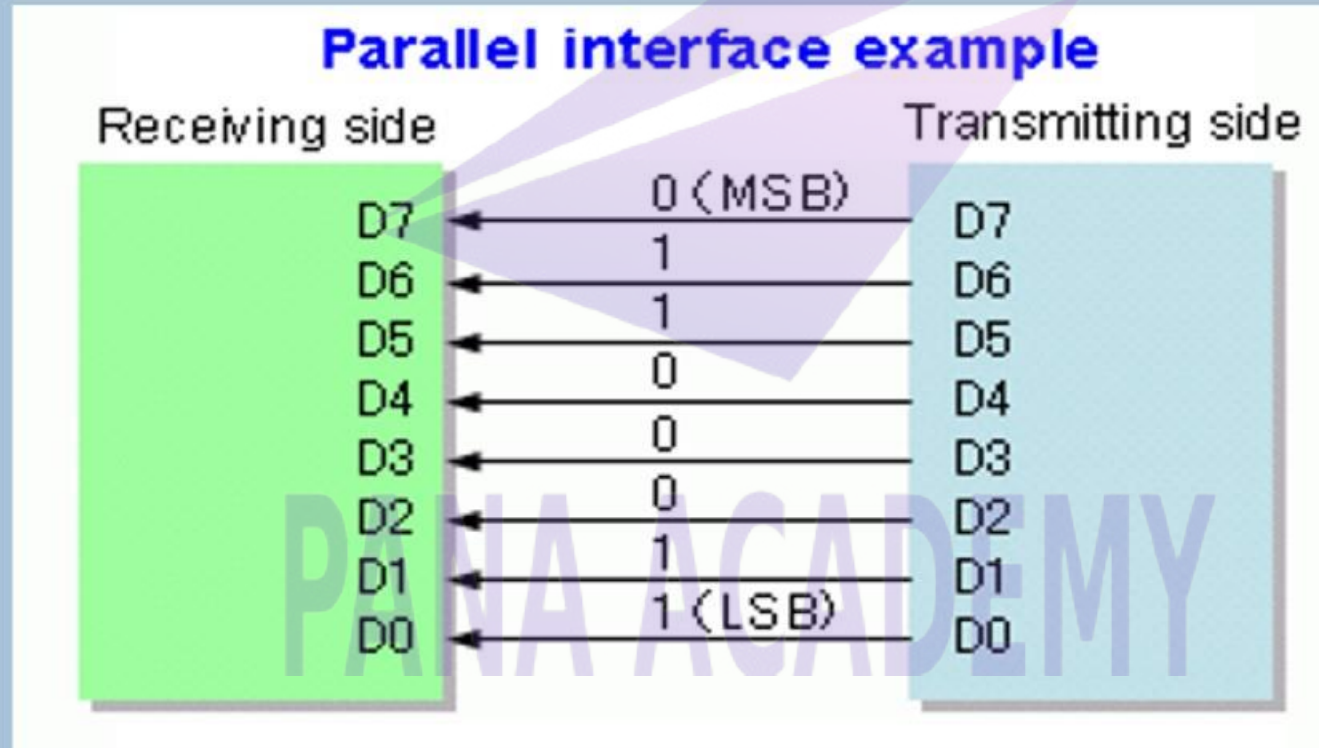 Parallel interface example
Receiving side Transmitting side
0 (MSB)
D7 D7
1
D6 D6
1
D5 D5
0
D4 D4
0
D3 D3
0
D2 D2
1
D1 D1
1 (LSB)
D0 D0
PANA ACADEMY